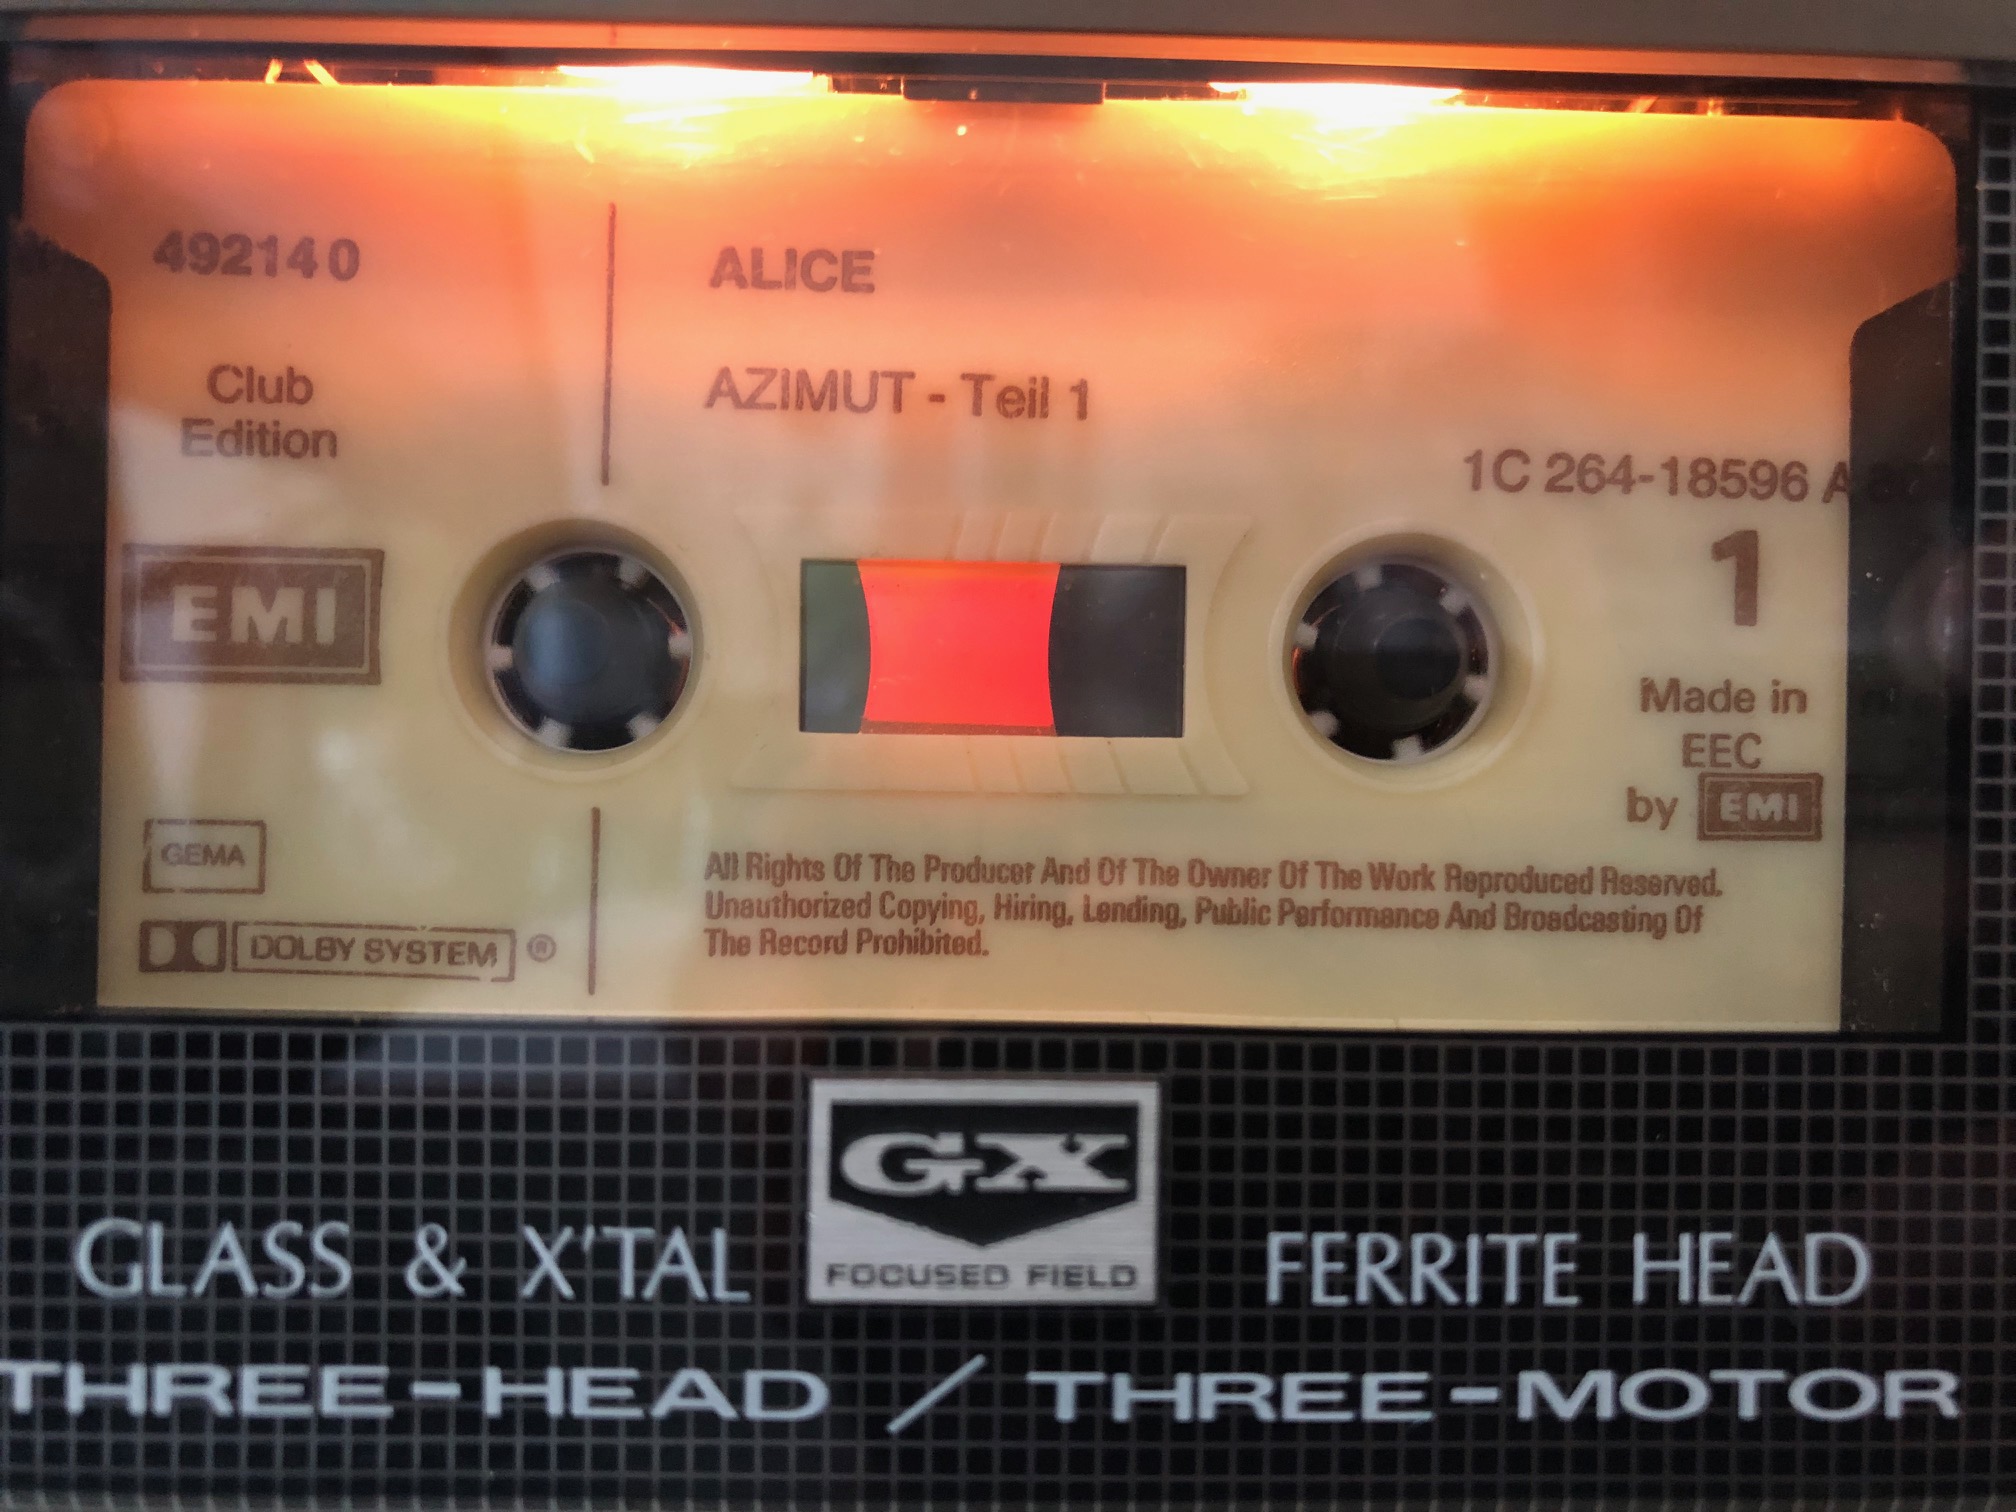 492140
Club
Edition
ALICE
AZIMUT - Teil 1
1C 264-18596 A
EMI
1
Made in
EEC
by EMI
GEMA
DOLBY SYSTEM ®
All Rights Of The Producer And Of The Owner Of The Work Reproduced Reserved.
Unauthorized Copying, Hiring, Lending, Public Performance And Broadcasting Of
The Record Prohibited.
GX
FOCUSED FIELD
GLASS & X'TAL
FERRITE HEAD
THREE-HEAD / THREE-MOTOR